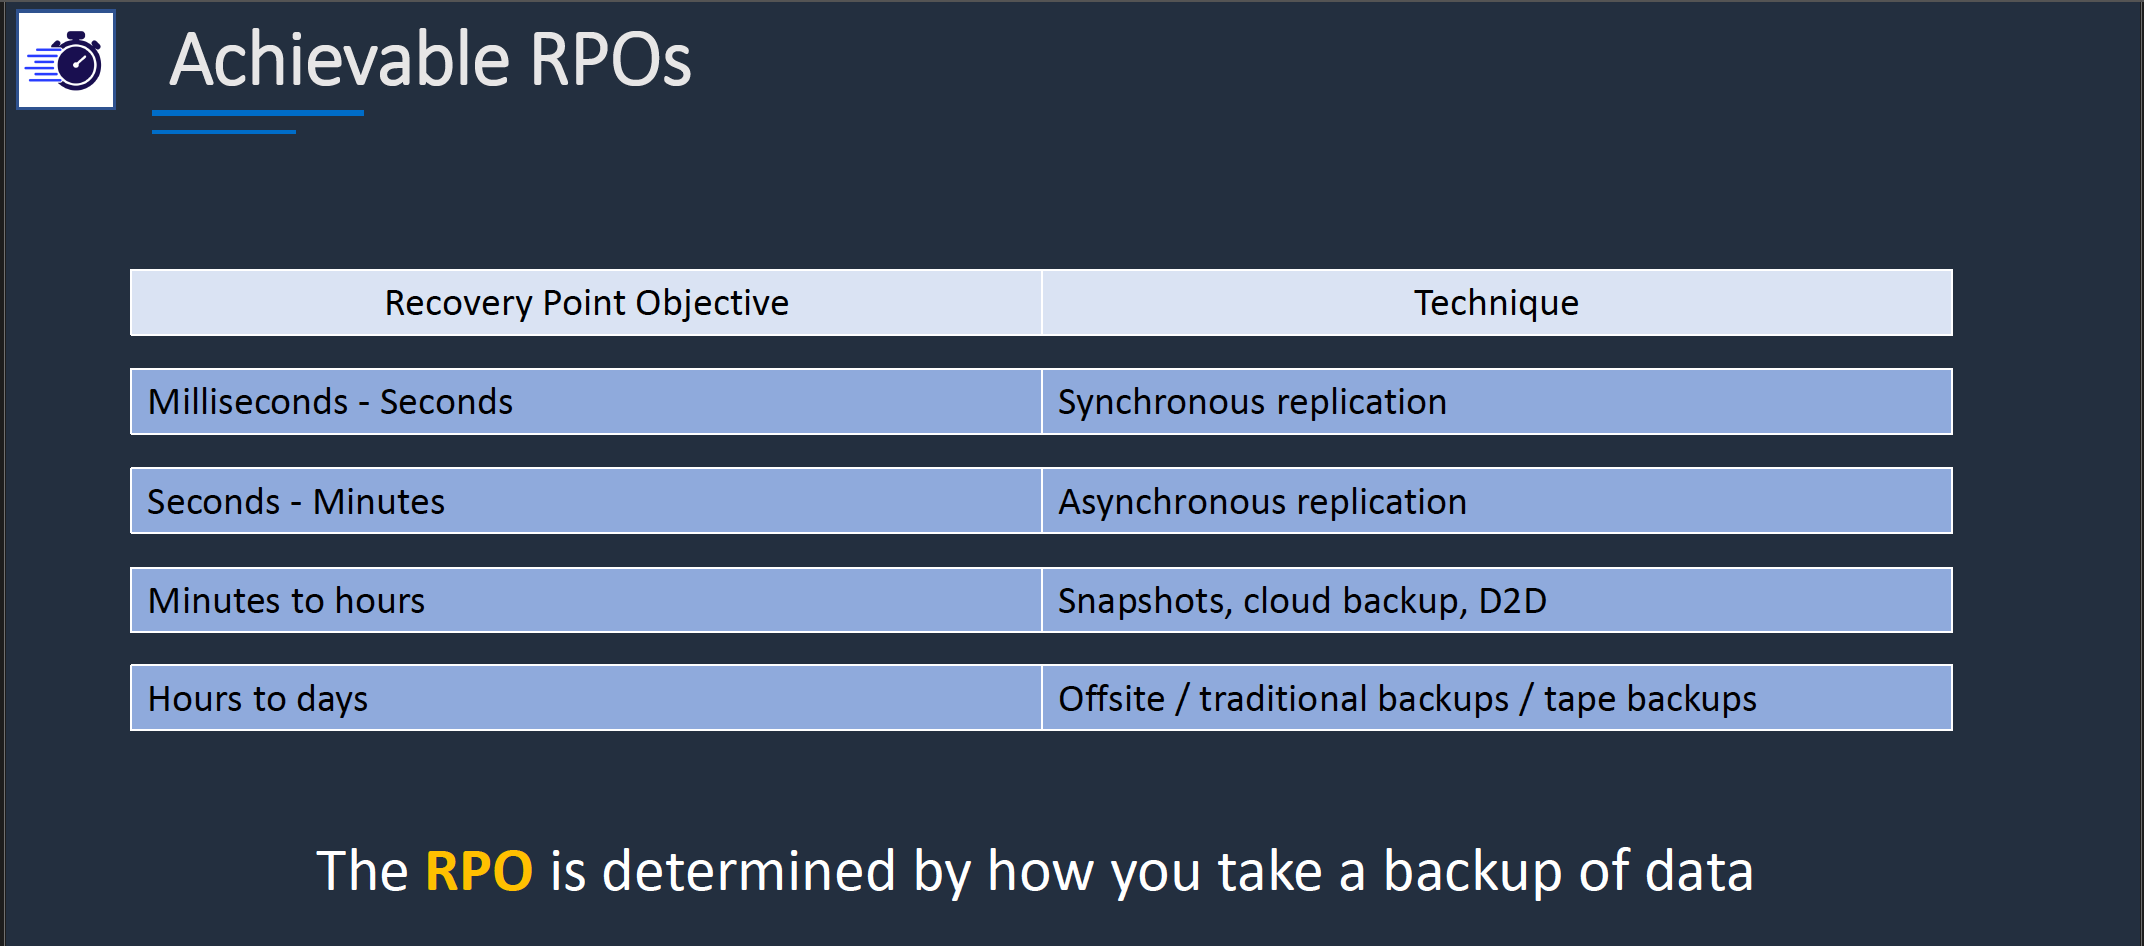 Achievable RPOs
Recovery Point Objective Technique
Milliseconds - Seconds Synchronous replication
Seconds - Minutes Asynchronous replication
Minutes to hours Snapshots, cloud backup, D2D
Hours to days Offsite / traditional backups / tape backups
The RPO is determined by how you take a backup of data